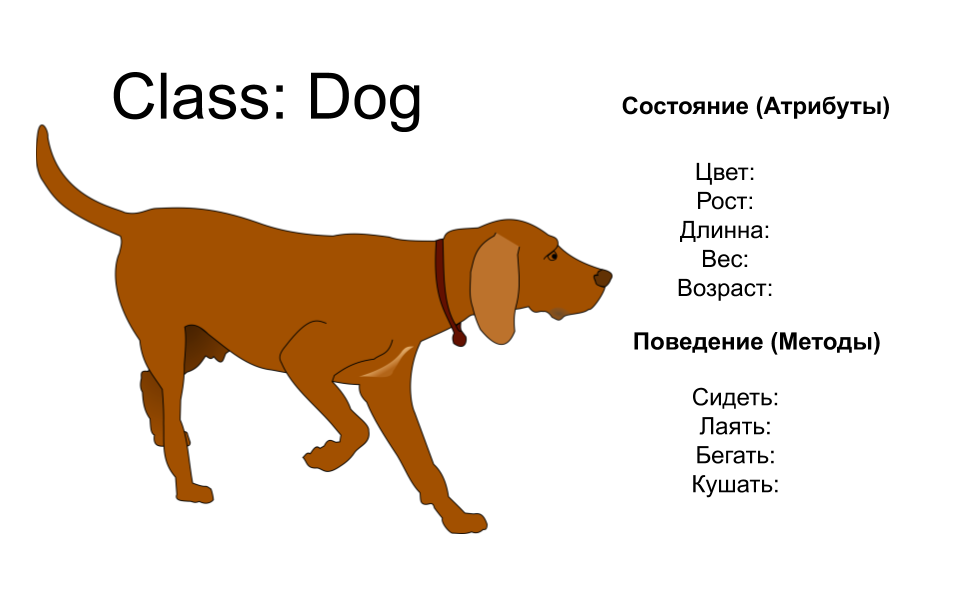 Class: Dog
Состояние (Атрибуты)
Цвет:
Рост:
Длинна:
Вес:
Возраст:
Поведение (Методы)
Сидеть:
Лаять:
Бегать:
Кушать: